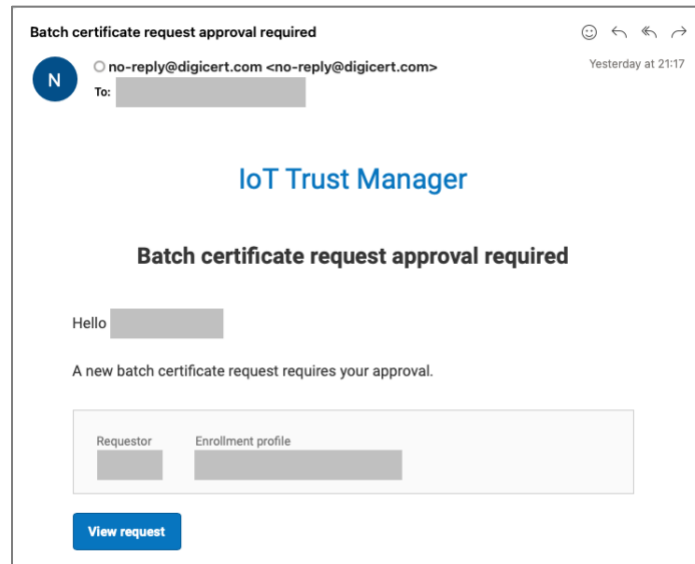 Batch certificate request approval required
N
no-reply@digicert.com <no-reply@digicert.com>
Yesterday at 21:17
To:
IoT Trust Manager
Batch certificate request approval required
Hello
A new batch certificate request requires your approval.
Requestor Enrollment profile
View request